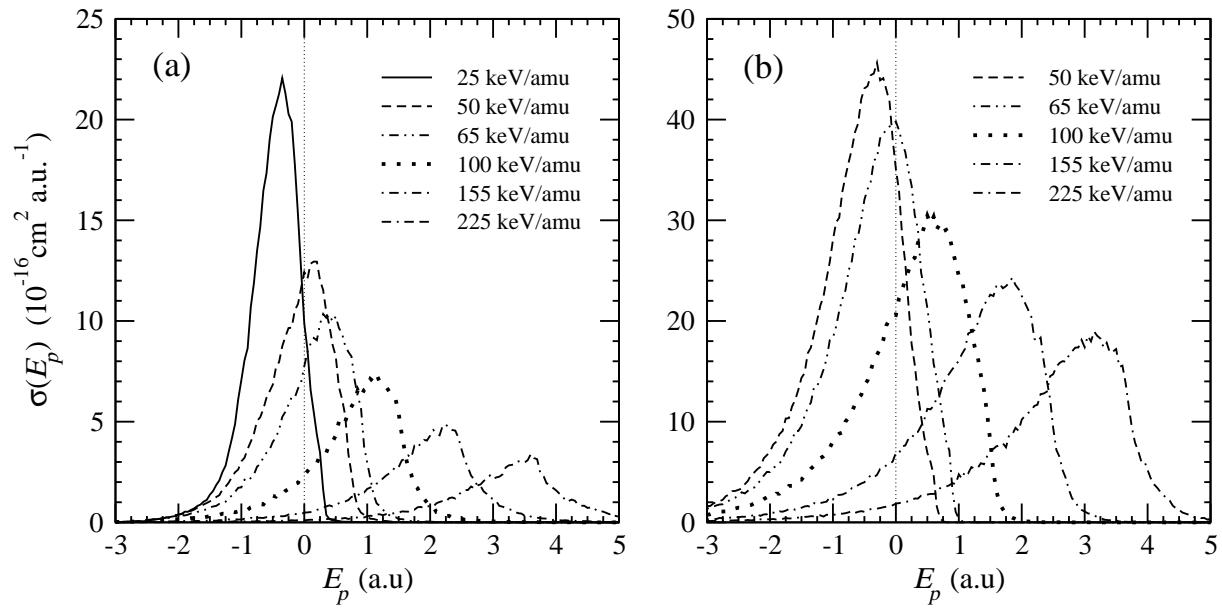 (a)
25 keV/amu
50 keV/amu
65 keV/amu
100 keV/amu
155 keV/amu
225 keV/amu
25
20
15
10
5
0
σ(E_p) (10^-16 cm^2 a.u.^-1)
-3 -2 -1 0 1 2 3 4 5
E_p (a.u)
(b)
50 keV/amu
65 keV/amu
100 keV/amu
155 keV/amu
225 keV/amu
50
40
30
20
10
0
-3 -2 -1 0 1 2 3 4 5
E_p (a.u)